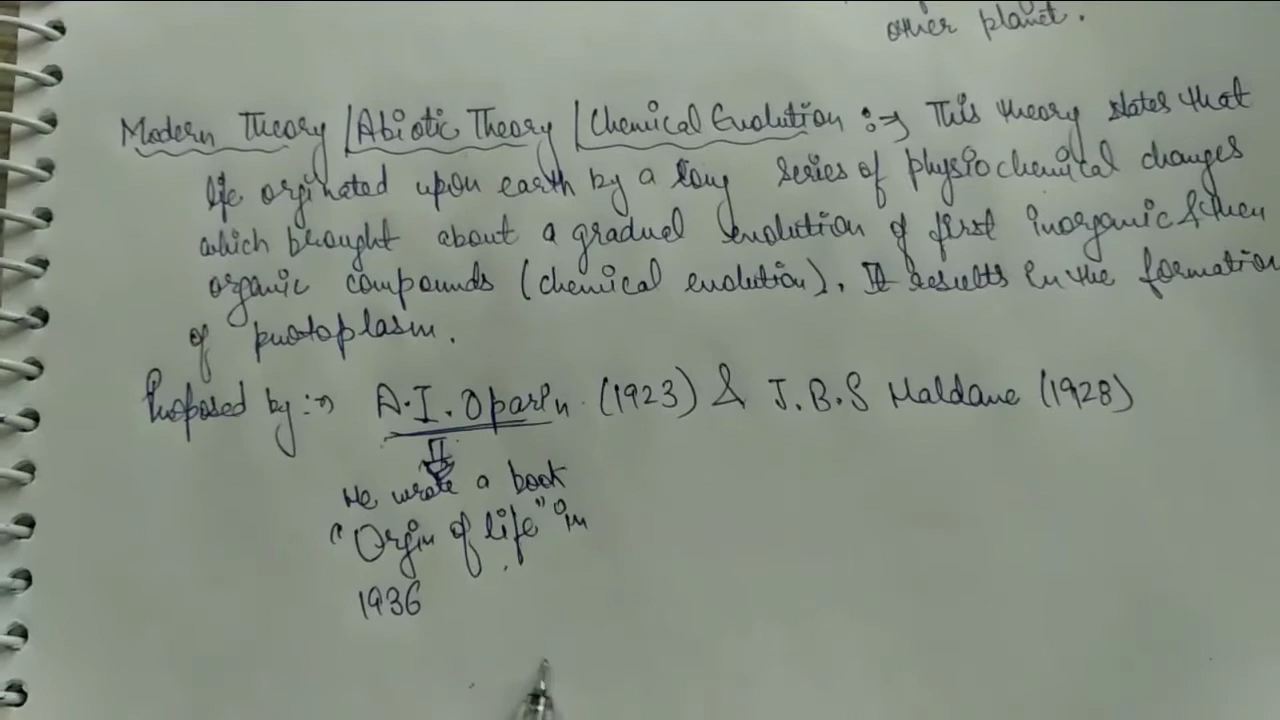 other planet.
Modern Theory |Abiotic Theory |Chemical Evolution :→ This theory states that
life orginated upon earth by a long series of physiochemical changes
which brought about a gradual evolution of first inorganic & then
organic compounds (chemical evolution). It results in the formation
of protoplasm.
Proposed by :→ A.I. Oparin (1923) & J.B.S Haldane (1928)
He wrote a book
"Orgin of life" in
1936